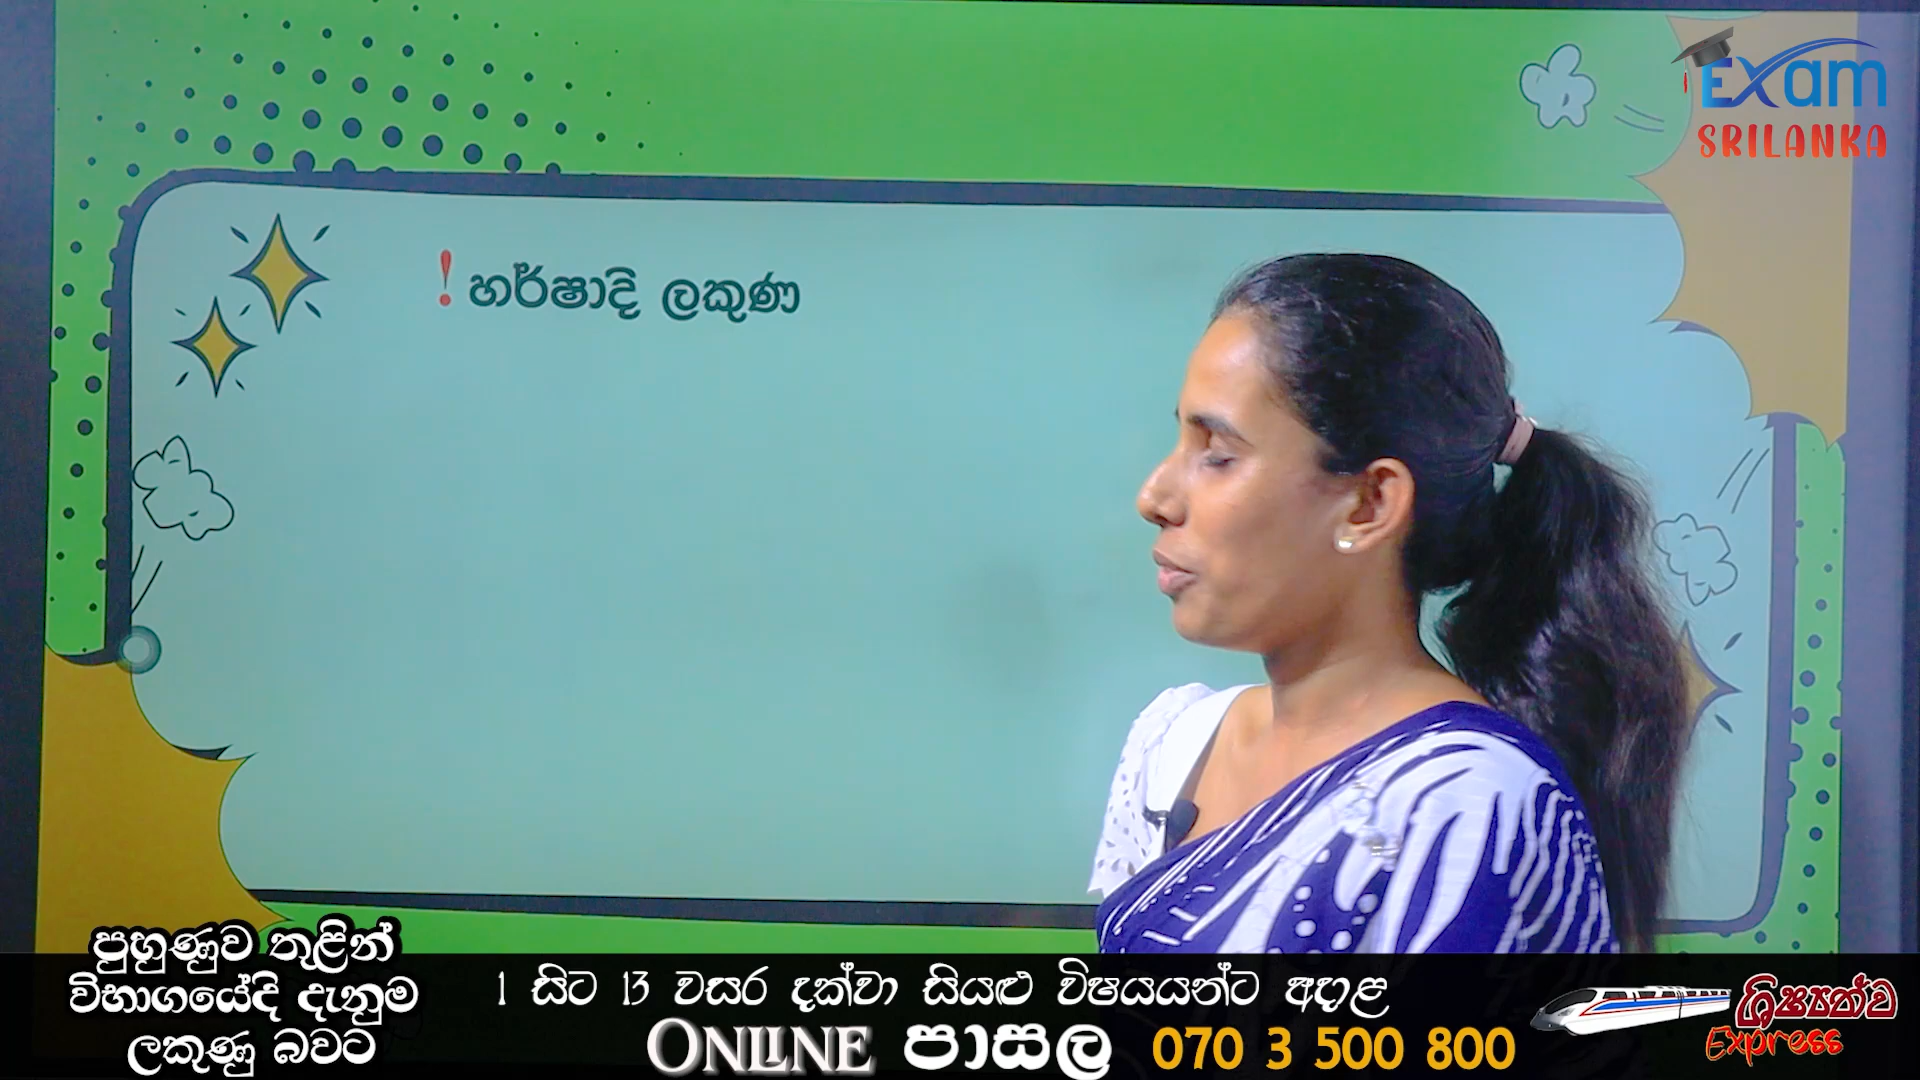 Exam
SRILANKA
! හර්ෂාදි ලකුණ
පුහුණුව තුළින්
විභාගයේදි දැනුම
ලකුණු බවට
1 සිට 13 වසර දක්වා සියළු විෂයයන්ට අදාළ
ONLINE පාසල 070 3 500 800
ශිෂ්‍යත්ව
Express